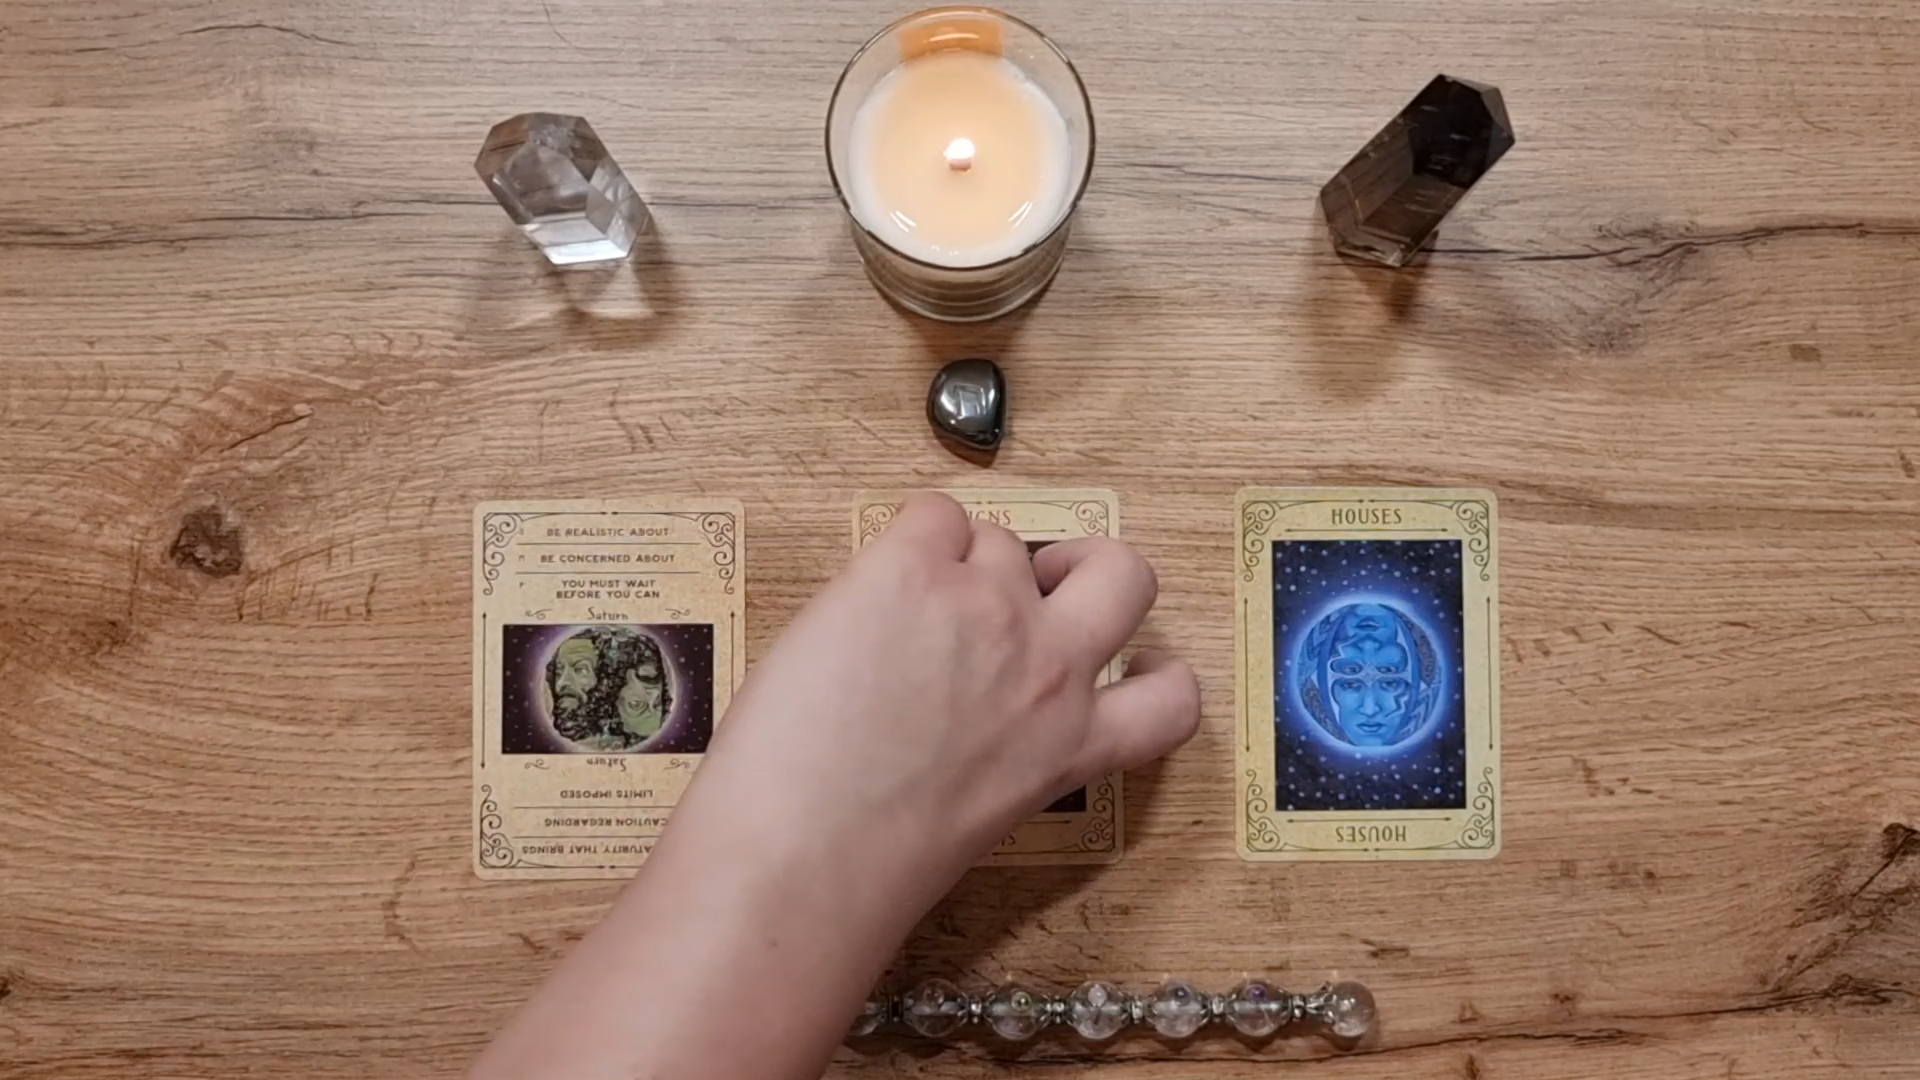 BE REALISTIC ABOUT
M BE CONCERNED ABOUT
P YOU MUST WAIT
BEFORE YOU CAN
Saturn
Saturn
LIMITS IMPOSED
CAUTION REGARDING
THAT BRINGS
HOUSES
HOUSES